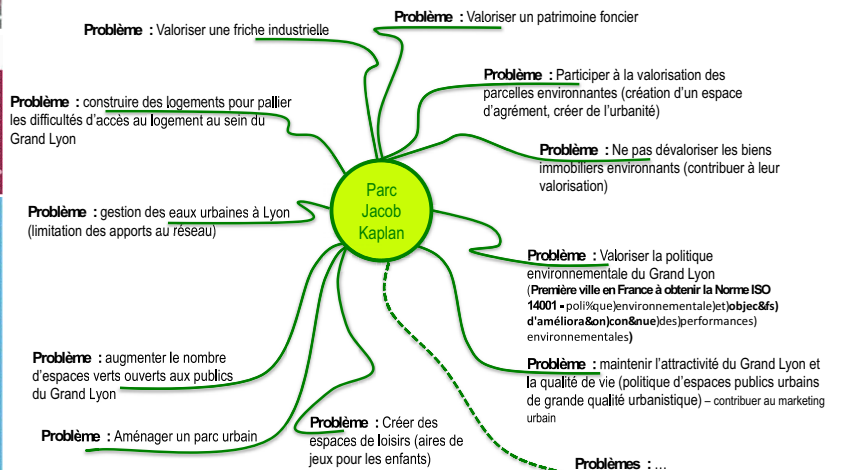 Problème : Valoriser un patrimoine foncier
Problème : Valoriser une friche industrielle
Problème : Participer à la valorisation des
parcelles environnantes (création d'un espace
d'agrément, créer de l'urbanité)
Problème : construire des logements pour pallier
les difficultés d'accès au logement au sein du
Grand Lyon
Problème : Ne pas dévaloriser les biens
immobiliers environnants (contribuer à leur
valorisation)
Parc
Jacob
Kaplan
Problème : gestion des eaux urbaines à Lyon
(limitation des apports au réseau)
Problème : Valoriser la politique
environnementale du Grand Lyon
(Première ville en France à obtenir la Norme ISO
14001 - poli%que)environnementale)et)objec&fs)
d'améliora&on)con&nue)des)performances)
environnementales)
Problème : augmenter le nombre
d'espaces verts ouverts aux publics
du Grand Lyon
Problème : maintenir l'attractivité du Grand Lyon et
la qualité de vie (politique d'espaces publics urbains
de grande qualité urbanistique) – contribuer au marketing
urbain
Problème : Aménager un parc urbain
Problème : Créer des
espaces de loisirs (aires de
jeux pour les enfants)
Problèmes : ...